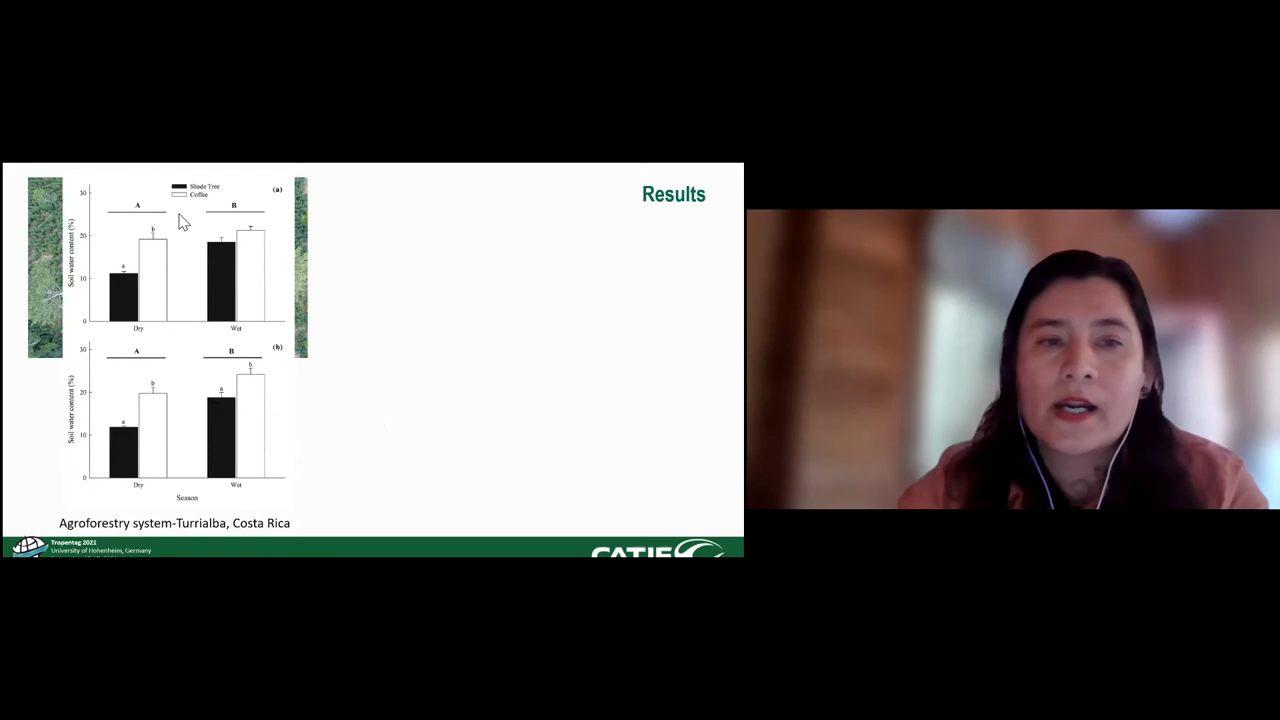 Results
Shade Tree
Coffee
(a)
30
20
10
0
Soil water content (%)
A
B
a
b
Dry
Wet
(b)
30
20
10
0
Soil water content (%)
A
B
a
b
a
b
Dry
Wet
Season
Agroforestry system-Turrialba, Costa Rica
Tropentag 2021
University of Hohenheim, Germany
CATIE